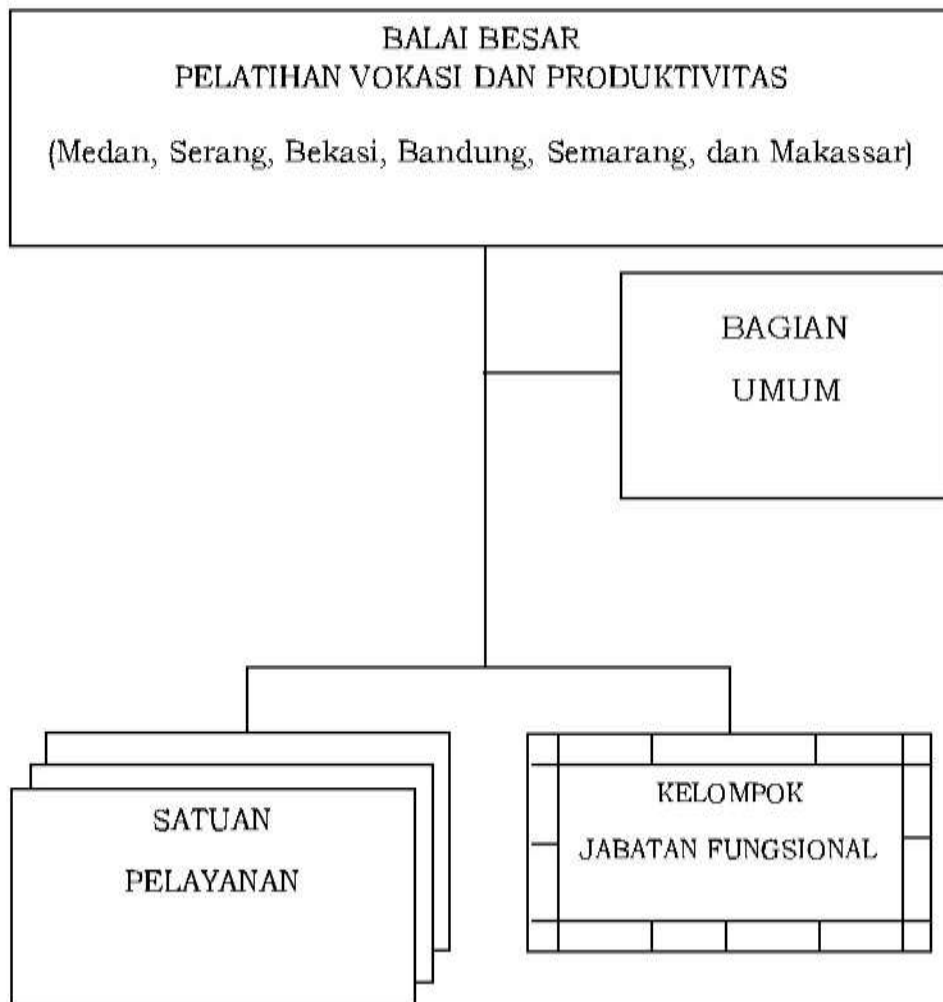 BALAI BESAR
PELATIHAN VOKASI DAN PRODUKTIVITAS
(Medan, Serang, Bekasi, Bandung, Semarang, dan Makassar)
BAGIAN
UMUM
SATUAN
PELAYANAN
KELOMPOK
JABATAN FUNGSIONAL